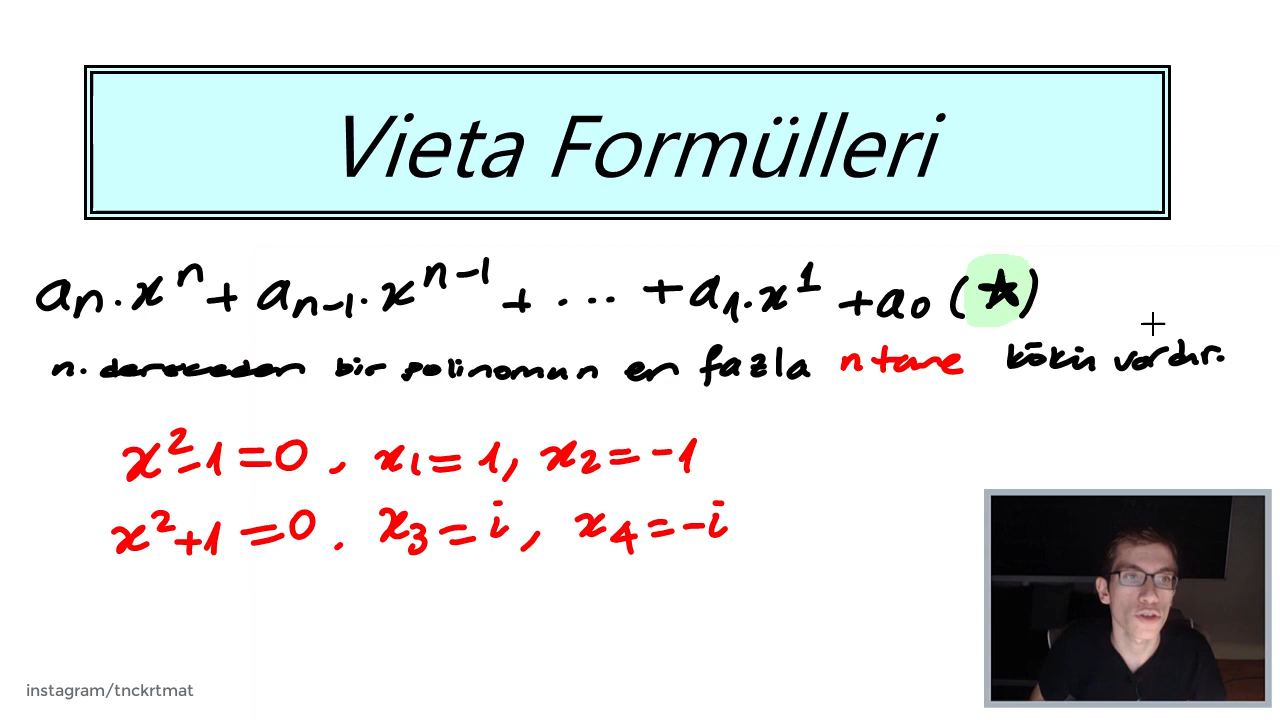 Vieta Formülleri
aₙ.xⁿ + aₙ₋₁.xⁿ⁻¹ + ... + a₁.x¹ + a₀ (★)
n. dereceden bir polinomun en fazla n tane kökü vardır.
x²-1=0, x₁=1, x₂=-1
x²+1=0. x₃=i, x₄=-i
instagram/tnckrtmat